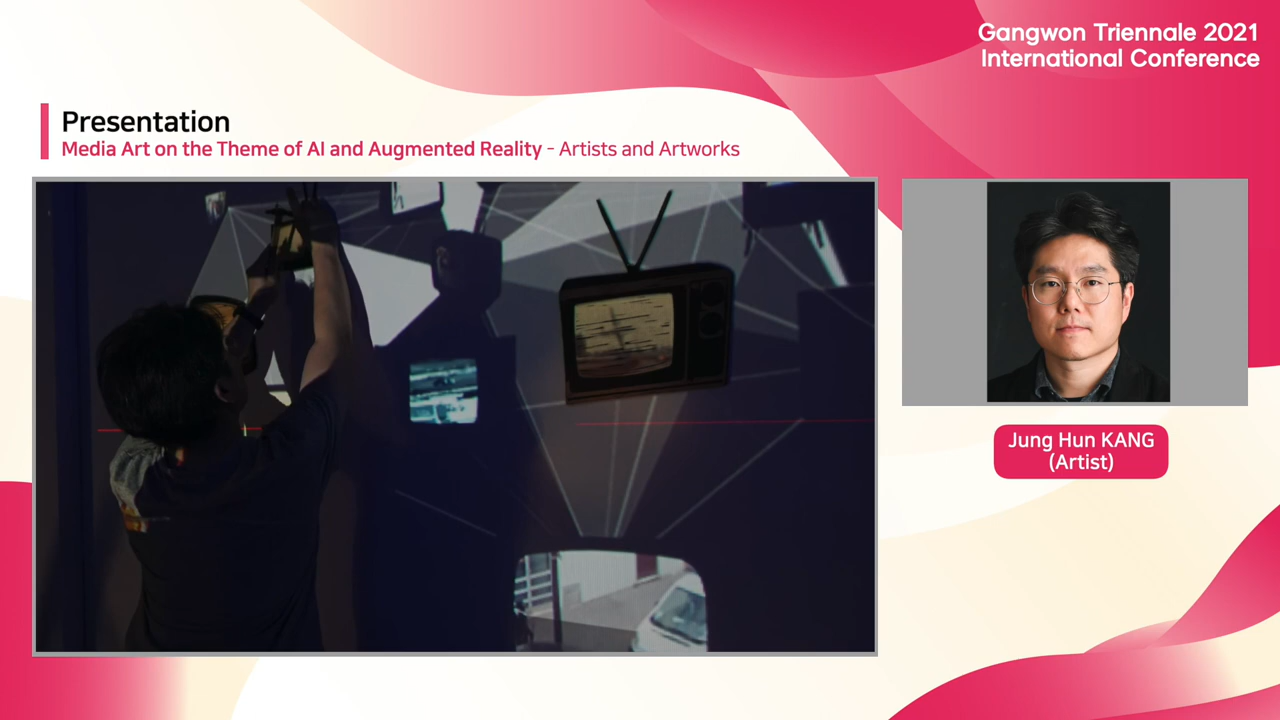 Gangwon Triennale 2021
International Conference
Presentation
Media Art on the Theme of AI and Augmented Reality - Artists and Artworks
Jung Hun KANG
(Artist)